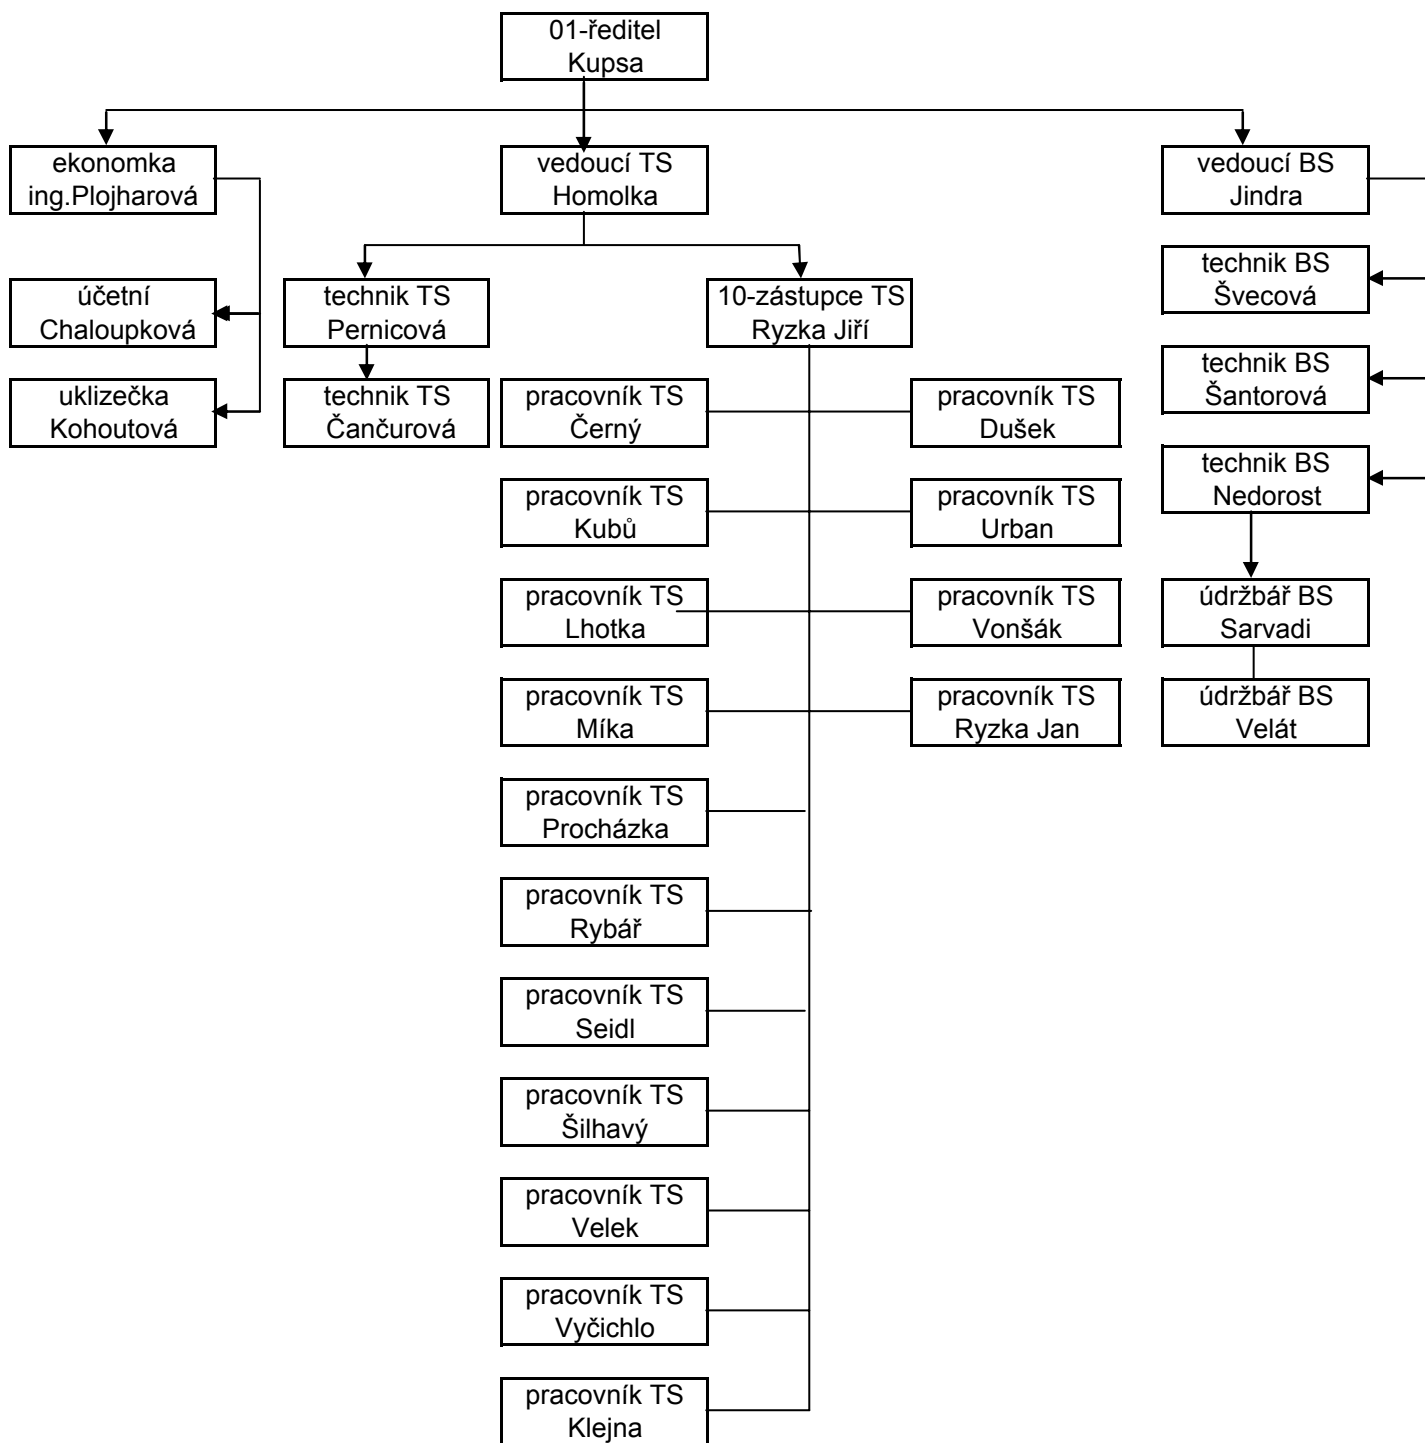 01-ředitel
Kupsa
ekonomka
ing.Plojharová
vedoucí TS
Homolka
vedoucí BS
Jindra
účetní
Chaloupková
technik TS
Pernicová
10-zástupce TS
Ryzka Jiří
technik BS
Švecová
uklizečka
Kohoutová
technik TS
Čančurová
pracovník TS
Černý
pracovník TS
Dušek
technik BS
Šantorová
pracovník TS
Kubů
pracovník TS
Urban
technik BS
Nedorost
pracovník TS
Lhotka
pracovník TS
Vonšák
údržbář BS
Sarvadi
pracovník TS
Míka
pracovník TS
Ryzka Jan
údržbář BS
Velát
pracovník TS
Procházka
pracovník TS
Rybář
pracovník TS
Seidl
pracovník TS
Šilhavý
pracovník TS
Velek
pracovník TS
Vyčichlo
pracovník TS
Klejna